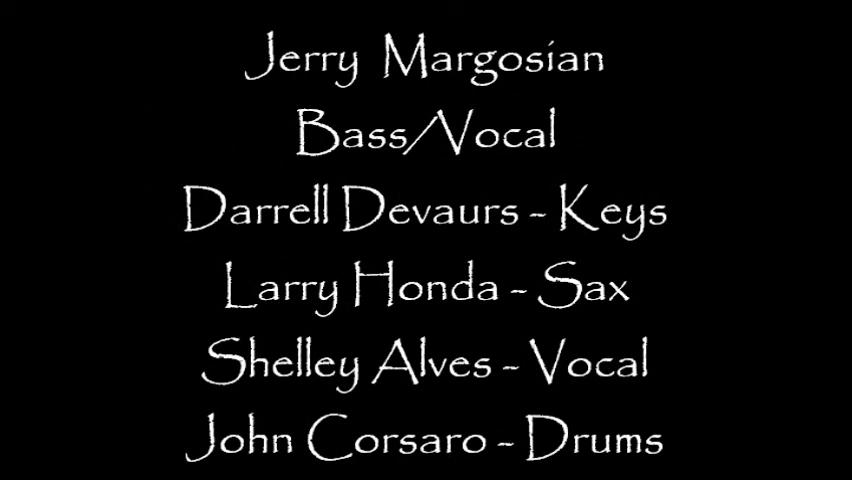 Jerry Margosian
Bass/Vocal
Darrell Devaurs - Keys
Larry Honda - Sax
Shelley Alves - Vocal
John Corsaro - Drums